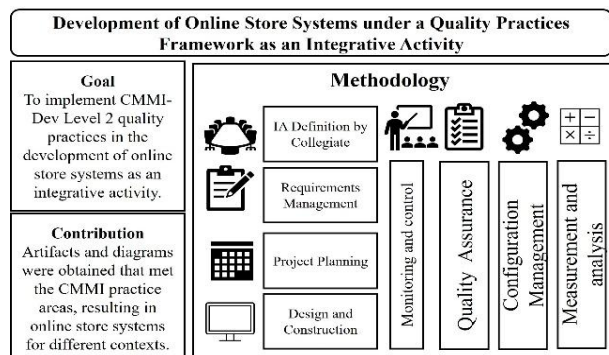 Development of Online Store Systems under a Quality Practices
Framework as an Integrative Activity
Goal
To implement CMMI-
Dev Level 2 quality
practices in the
development of online
store systems as an
integrative activity.
Contribution
Artifacts and diagrams
were obtained that met
the CMMI practice
areas, resulting in
online store systems
for different contexts.
Methodology
IA Definition by
Collegiate
Requirements
Management
Project Planning
Design and
Construction
Monitoring and control
Quality Assurance
Configuration
Management
+ −
× ÷
Measurement and
analysis